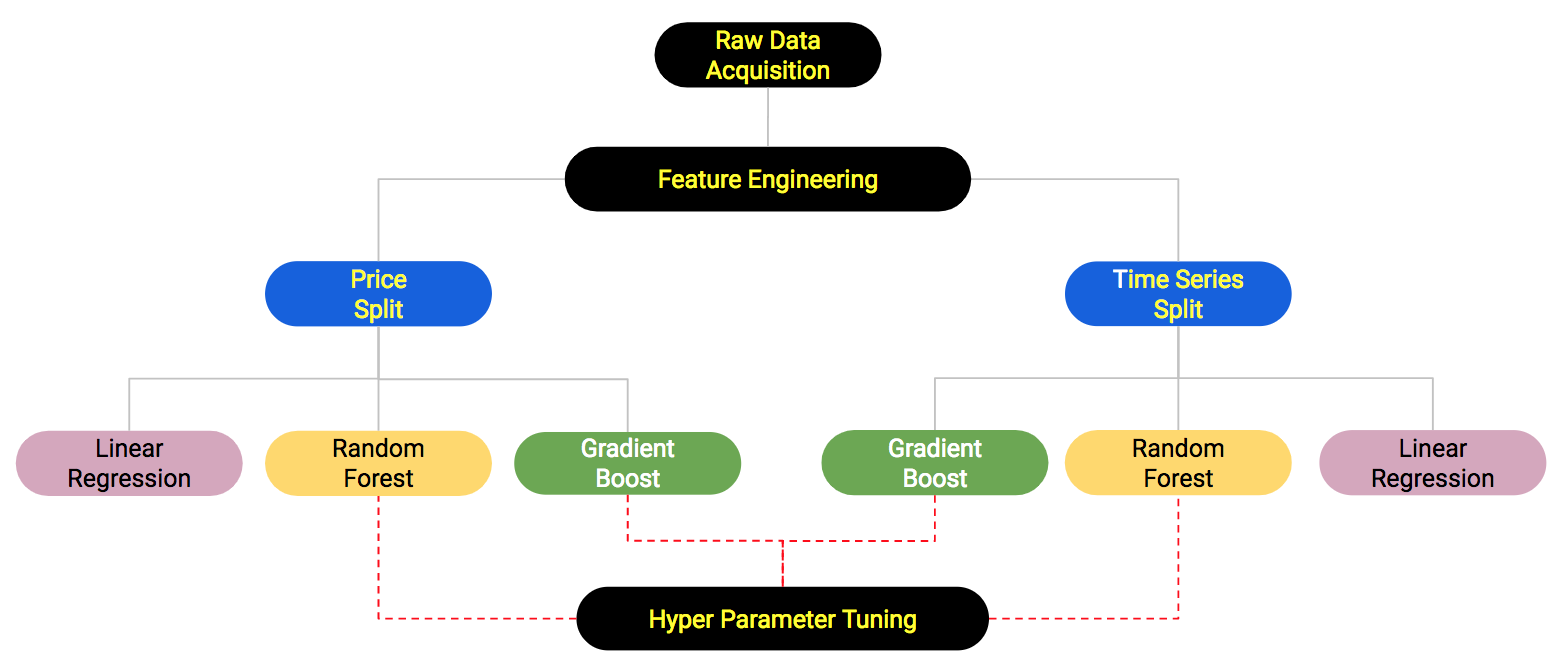 Raw Data
Acquisition
Feature Engineering
Price
Split
Time Series
Split
Linear
Regression
Random
Forest
Gradient
Boost
Gradient
Boost
Random
Forest
Linear
Regression
Hyper Parameter Tuning